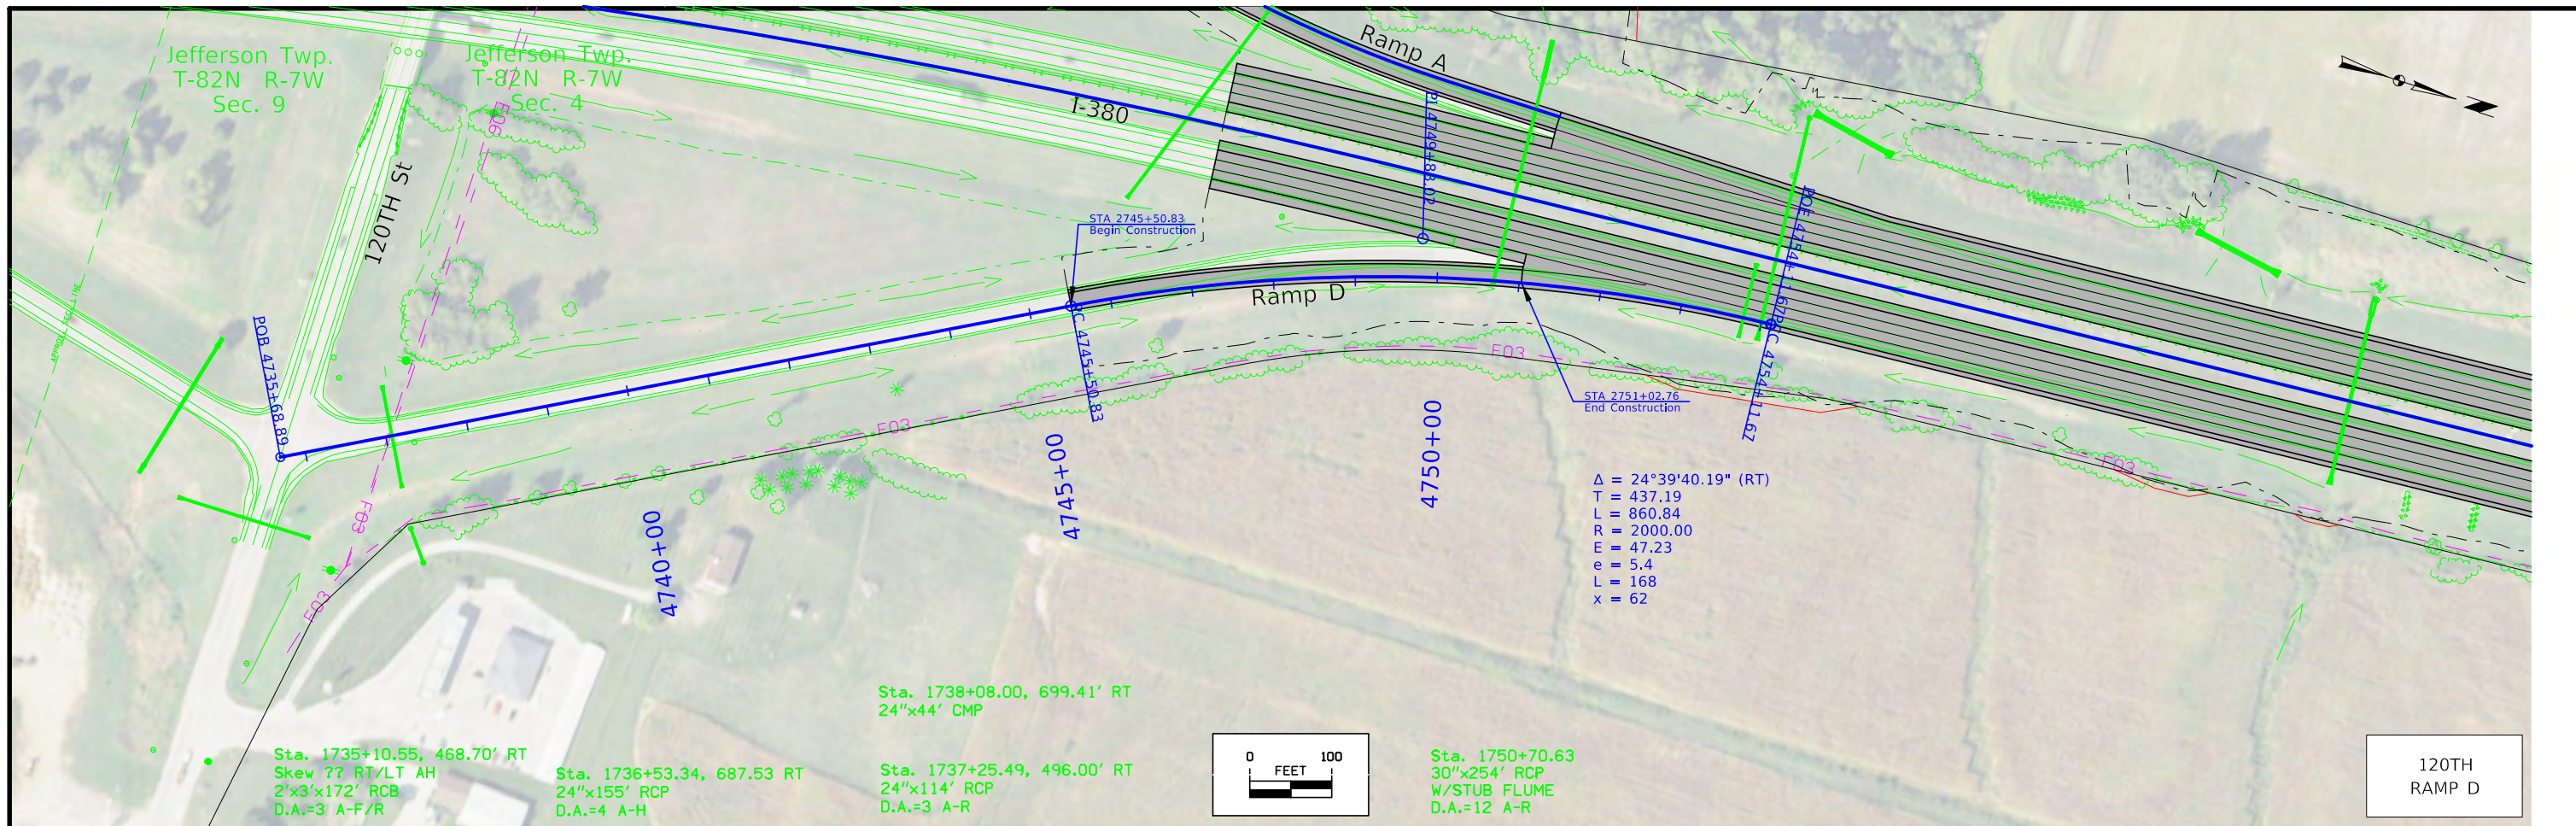 Jefferson Twp.
T-82N R-7W
Sec. 9
Jefferson Twp.
T-82N R-7W
Sec. 4
E06
120TH St
APPROX. SEC. LINE
I-380
Ramp A
PI 4749+88.02
STA 2745+50.83
Begin Construction
Ramp D
POB 4735+68.89
PC 4745+50.83
POE 4754+11.67
PCC 4754+11.67
STA 2751+02.76
End Construction
F03
F03
F03
F03
F03
4740+00
4745+00
4750+00
Δ = 24°39'40.19" (RT)
T = 437.19
L = 860.84
R = 2000.00
E = 47.23
e = 5.4
L = 168
x = 62
Sta. 1738+08.00, 699.41' RT
24"x44' CMP
Sta. 1735+10.55, 468.70' RT
Skew ?? RT/LT AH
2'x3'x172' RCB
D.A.=3 A-F/R
Sta. 1736+53.34, 687.53 RT
24"x155' RCP
D.A.=4 A-H
Sta. 1737+25.49, 496.00' RT
24"x114' RCP
D.A.=3 A-R
0 100
FEET
Sta. 1750+70.63
30"x254' RCP
W/STUB FLUME
D.A.=12 A-R
120TH
RAMP D